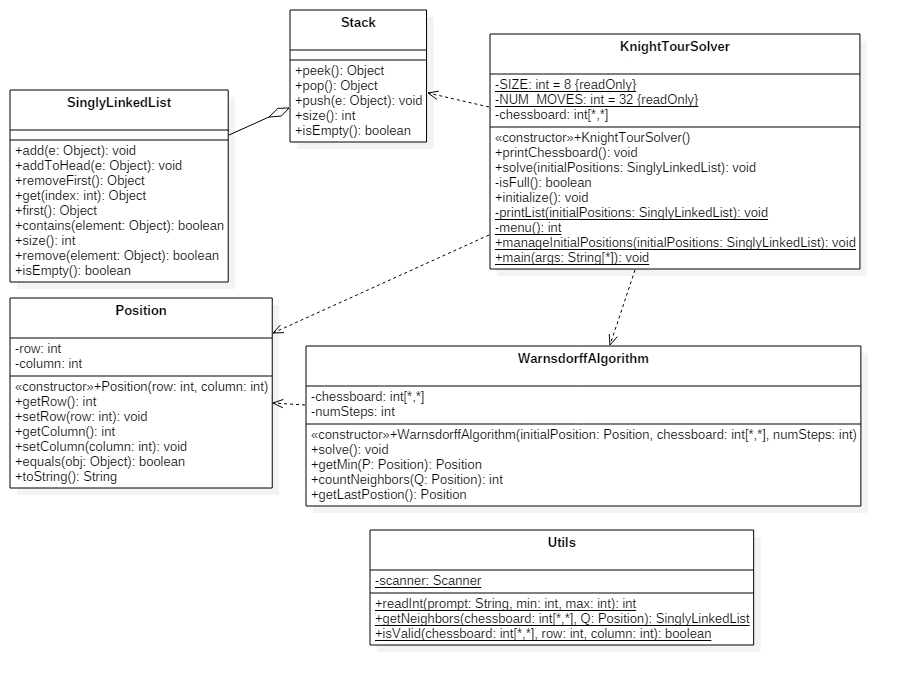 Stack
+peek(): Object
+pop(): Object
+push(e: Object): void
+size(): int
+isEmpty(): boolean
KnightTourSolver
-SIZE: int = 8 {readOnly}
-NUM_MOVES: int = 32 {readOnly}
-chessboard: int[*,*]
«constructor»+KnightTourSolver()
+printChessboard(): void
+solve(initialPositions: SinglyLinkedList): void
-isFull(): boolean
+initialize(): void
-printList(initialPositions: SinglyLinkedList): void
-menu(): int
+manageInitialPositions(initialPositions: SinglyLinkedList): void
+main(args: String[*]): void
SinglyLinkedList
+add(e: Object): void
+addToHead(e: Object): void
+removeFirst(): Object
+get(index: int): Object
+first(): Object
+contains(element: Object): boolean
+size(): int
+remove(element: Object): boolean
+isEmpty(): boolean
Position
-row: int
-column: int
«constructor»+Position(row: int, column: int)
+getRow(): int
+setRow(row: int): void
+getColumn(): int
+setColumn(column: int): void
+equals(obj: Object): boolean
+toString(): String
WarnsdorffAlgorithm
-chessboard: int[*,*]
-numSteps: int
«constructor»+WarnsdorffAlgorithm(initialPosition: Position, chessboard: int[*,*], numSteps: int)
+solve(): void
+getMin(P: Position): Position
+countNeighbors(Q: Position): int
+getLastPostion(): Position
Utils
-scanner: Scanner
+readInt(prompt: String, min: int, max: int): int
+getNeighbors(chessboard: int[*,*], Q: Position): SinglyLinkedList
+isValid(chessboard: int[*,*], row: int, column: int): boolean